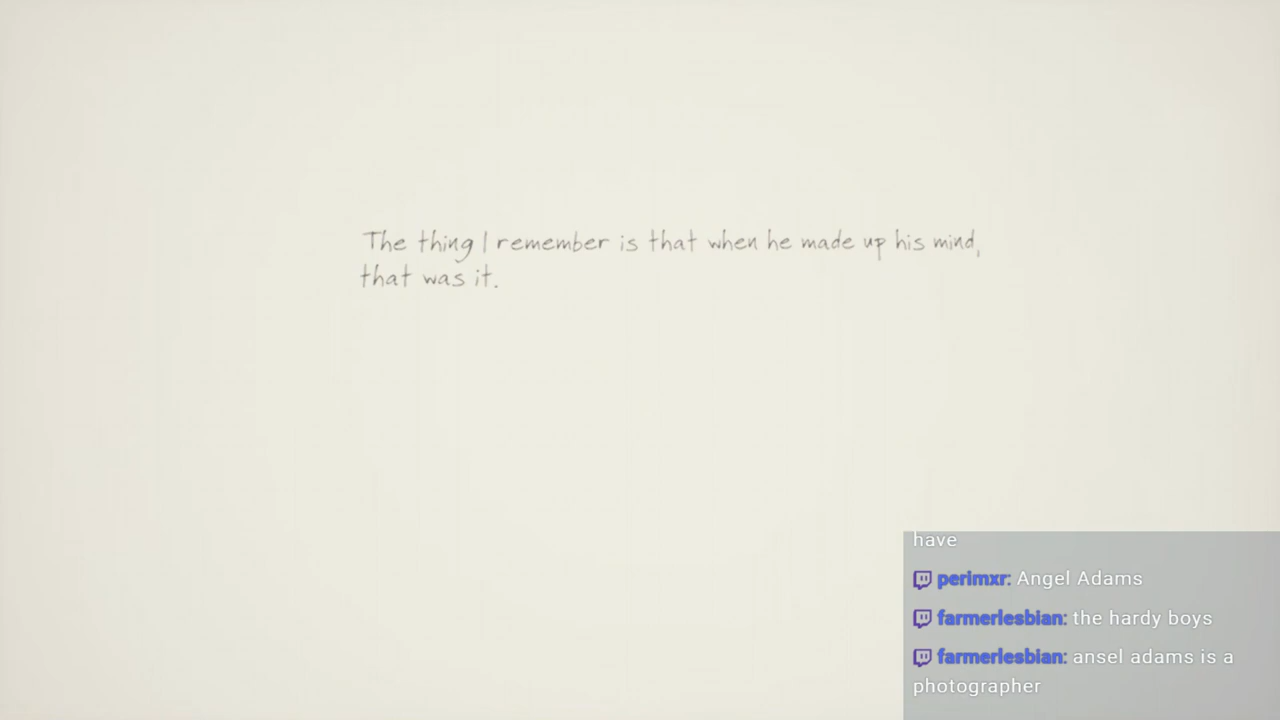 The thing I remember is that when he made up his mind,
that was it.
have
perimxr: Angel Adams
farmerlesbian: the hardy boys
farmerlesbian: ansel adams is a
photographer